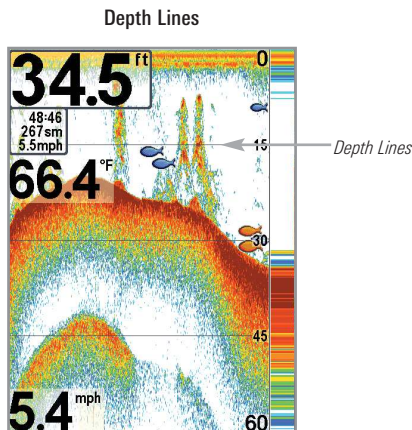 Depth Lines
34.5 ft
0
48:46
267sm
5.5mph
15
Depth Lines
66.4 °F
30
45
5.4 mph
60